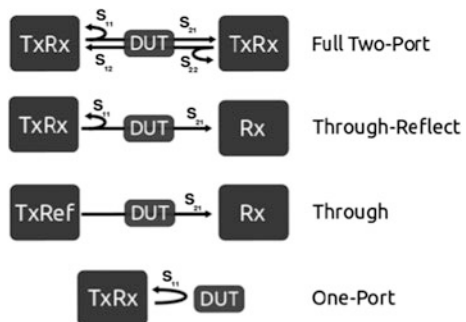 S11 S21
TxRx DUT TxRx Full Two-Port
S12 S22
S11
TxRx DUT S21 Rx Through-Reflect
TxRef DUT S21 Rx Through
S11
TxRx DUT One-Port